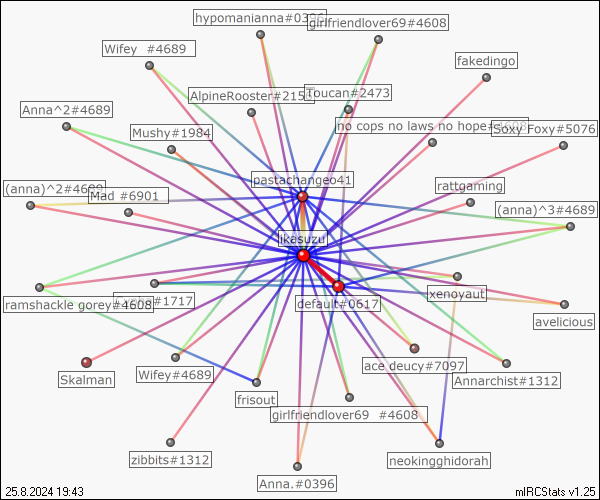 hypomanianna#0396
girlfriendlover69#4608
Wifey #4689
fakedingo
AlpineRooster#215
Toucan#2473
Anna^2#4689
Mushy#1984
no cops no laws no hope#4608
Soxy Foxy#5076
pastachangeo41
(anna)^2#4689
Mad #6901
rattgaming
(anna)^3#4689
ikasuzu
ramshackle gorey#4608
#1717
default#0617
xenoyaut
avelicious
Skalman
Wifey#4689
ace deucy#7097
Annarchist#1312
frisout
girlfriendlover69 #4608
zibbits#1312
Anna.#0396
neokingghidorah
25.8.2024 19:43
mIRCStats v1.25